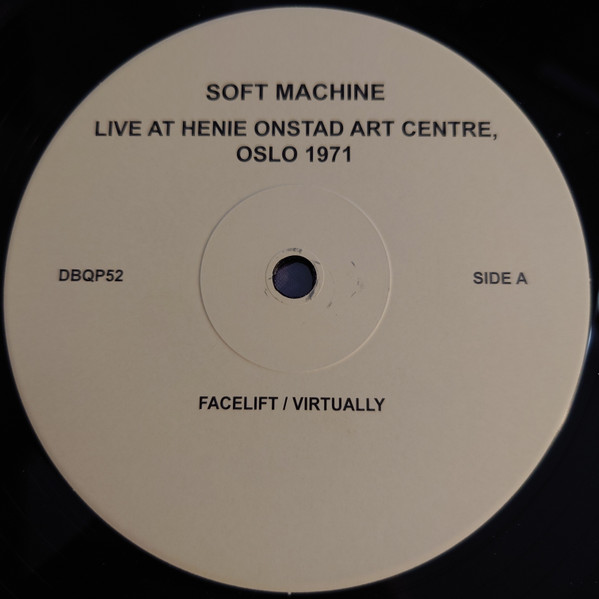 SOFT MACHINE
LIVE AT HENIE ONSTAD ART CENTRE,
OSLO 1971
DBQP52
SIDE A
FACELIFT / VIRTUALLY